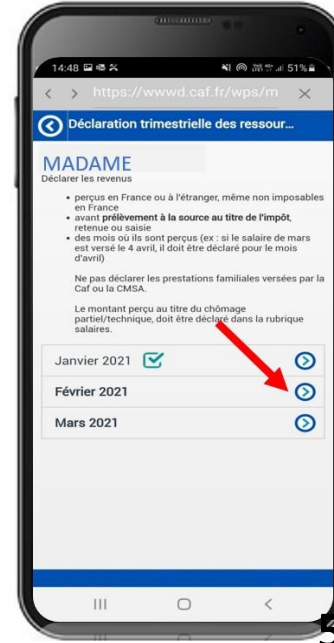 14:48
51%
https://wwwd.caf.fr/wps/m
Déclaration trimestrielle des ressour...
MADAME
Déclarer les revenus
• perçus en France ou à l'étranger, même non imposables
en France
• avant prélèvement à la source au titre de l'impôt,
retenue ou saisie
• des mois où ils sont perçus (ex : si le salaire de mars
est versé le 4 avril, il doit être déclaré pour le mois
d'avril)
Ne pas déclarer les prestations familiales versées par la
Caf ou la CMSA.
Le montant perçu au titre du chômage
partiel/technique, doit être déclaré dans la rubrique
salaires.
Janvier 2021
Février 2021
Mars 2021